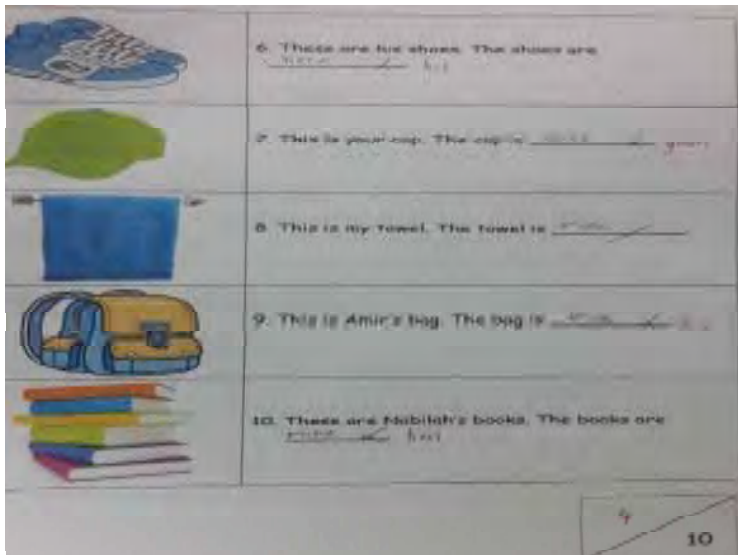 6. These are his shoes. The shoes are
his
7. This is your cap. The cap is
8. This is my towel. The towel is
9. This is Amir's bag. The bag is
10. These are Nabilah's books. The books are
hers
4
10